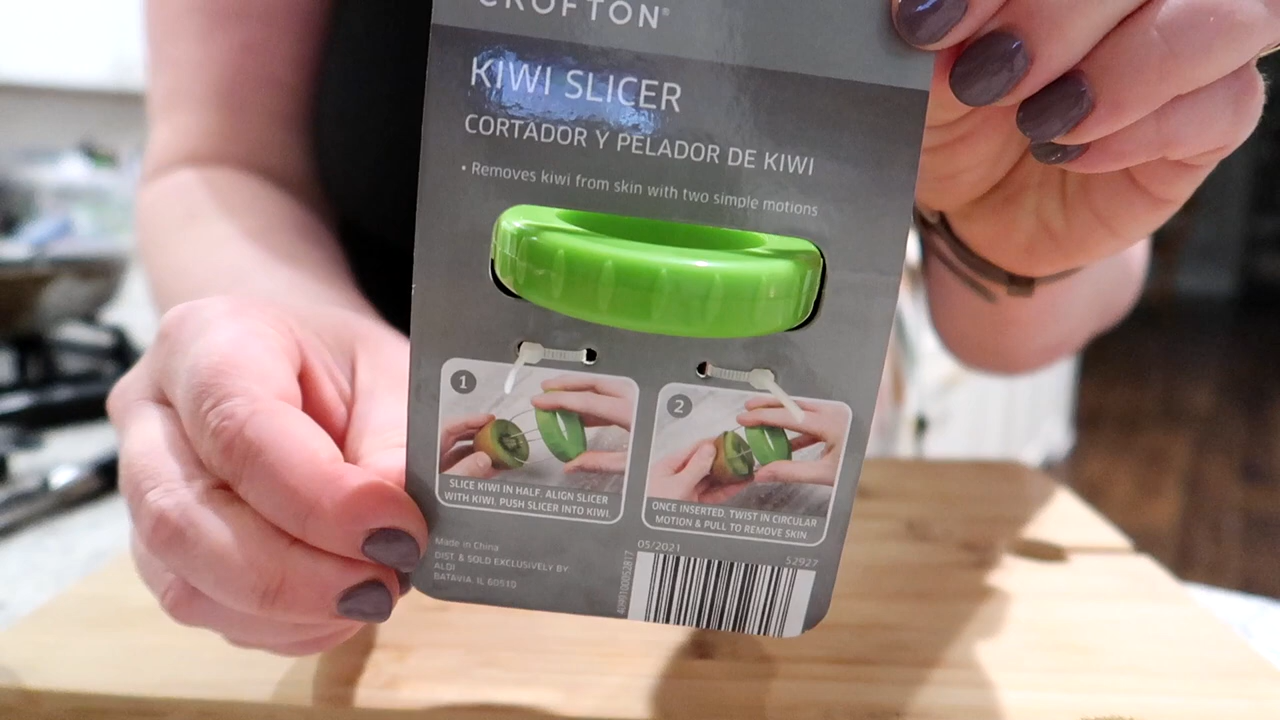 CROFTON®
KIWI SLICER
CORTADOR Y PELADOR DE KIWI
• Removes kiwi from skin with two simple motions
1
SLICE KIWI IN HALF. ALIGN SLICER
WITH KIWI. PUSH SLICER INTO KIWI.
2
ONCE INSERTED, TWIST IN CIRCULAR
MOTION & PULL TO REMOVE SKIN
Made in China
DIST. & SOLD EXCLUSIVELY BY
ALDI
BATAVIA, IL 60510
05/2021
52927